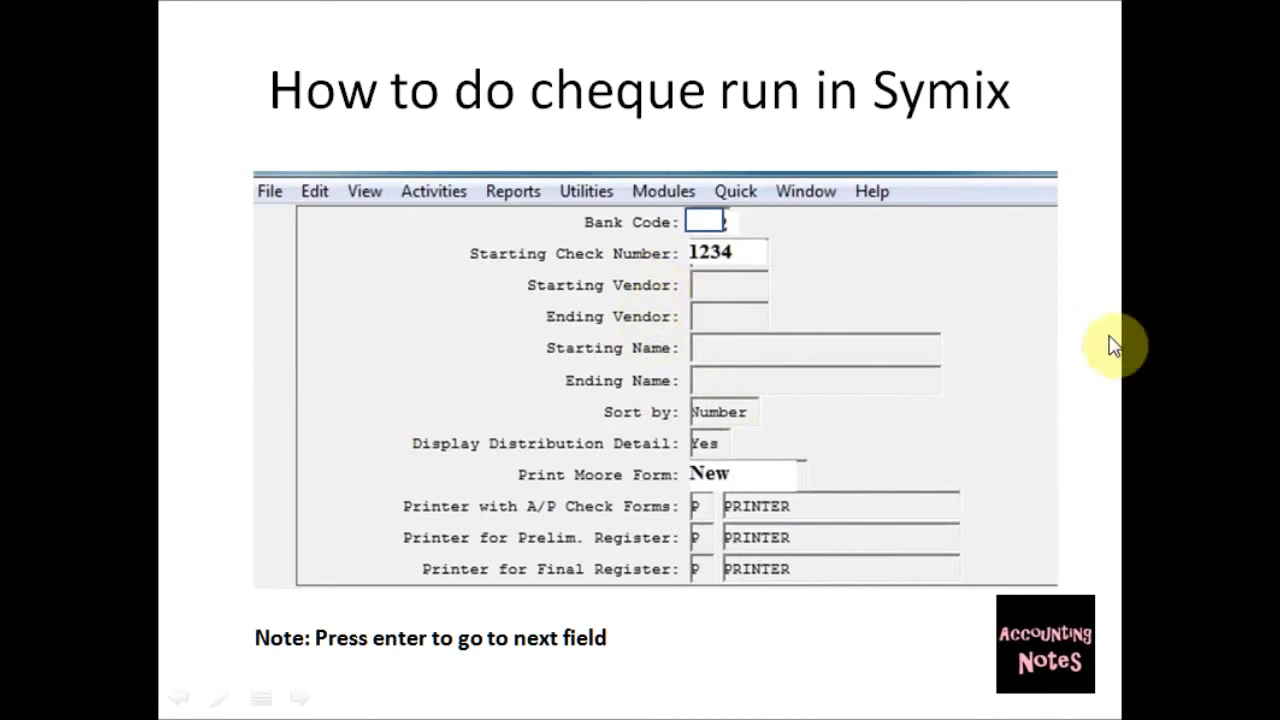 How to do cheque run in Symix
File Edit View Activities Reports Utilities Modules Quick Window Help
Bank Code:
Starting Check Number: 1234
Starting Vendor:
Ending Vendor:
Starting Name:
Ending Name:
Sort by: Number
Display Distribution Detail: Yes
Print Moore Form: New
Printer with A/P Check Forms: P PRINTER
Printer for Prelim. Register: P PRINTER
Printer for Final Register: P PRINTER
Note: Press enter to go to next field
Accounting
Notes